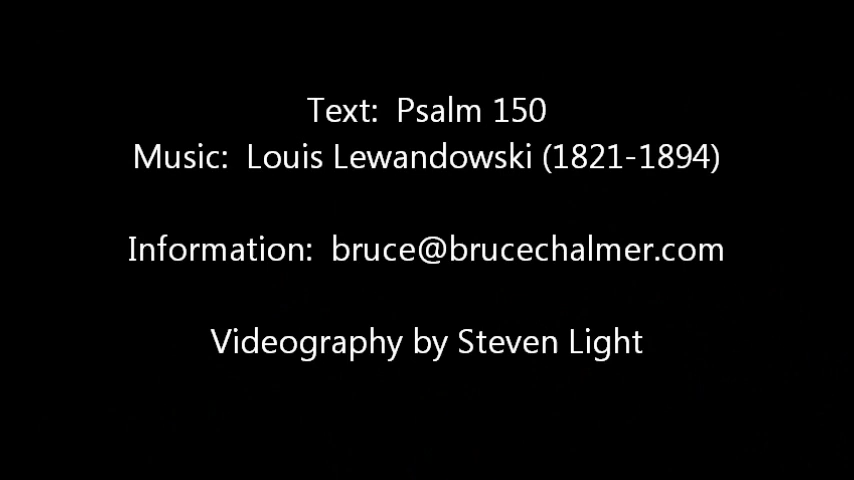 Text:  Psalm 150
Music:  Louis Lewandowski (1821-1894)
Information:  bruce@brucechalmer.com
Videography by Steven Light